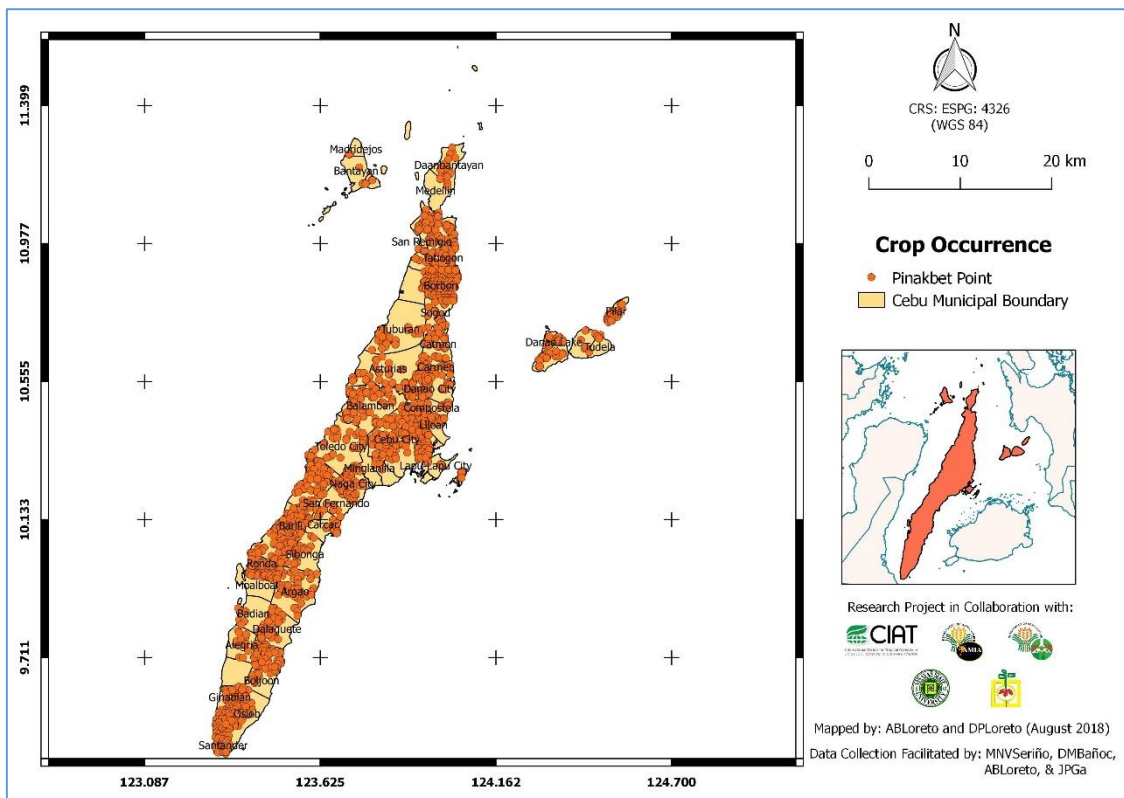 11.399
10.977
10.555
10.133
9.711
123.087
123.625
124.162
124.700
Madridejos
Bantayan
Daanbantayan
Medellin
San Remigio
Tabogon
Borbon
Sogod
Tuburan
Catmon
Asturias
Carmen
Danao City
Balamban
Compostela
Liloan
Cebu City
Toledo City
Lapu-Lapu City
Minglanilla
Naga City
San Fernando
Barili
Carcar
Sibonga
Ronda
Moalboal
Argao
Badian
Dalaguete
Alegria
Boljoon
Ginatilan
Oslob
Santander
Pilar
Danao Lake
Tudela
N
CRS: ESPG: 4326
(WGS 84)
0 10 20 km
Crop Occurrence
Pinakbet Point
Cebu Municipal Boundary
Research Project in Collaboration with:
CIAT
AMIA
Mapped by: ABLoreto and DPLoreto (August 2018)
Data Collection Facilitated by: MNVSeriño, DMBañoc,
ABLoreto, & JPGa